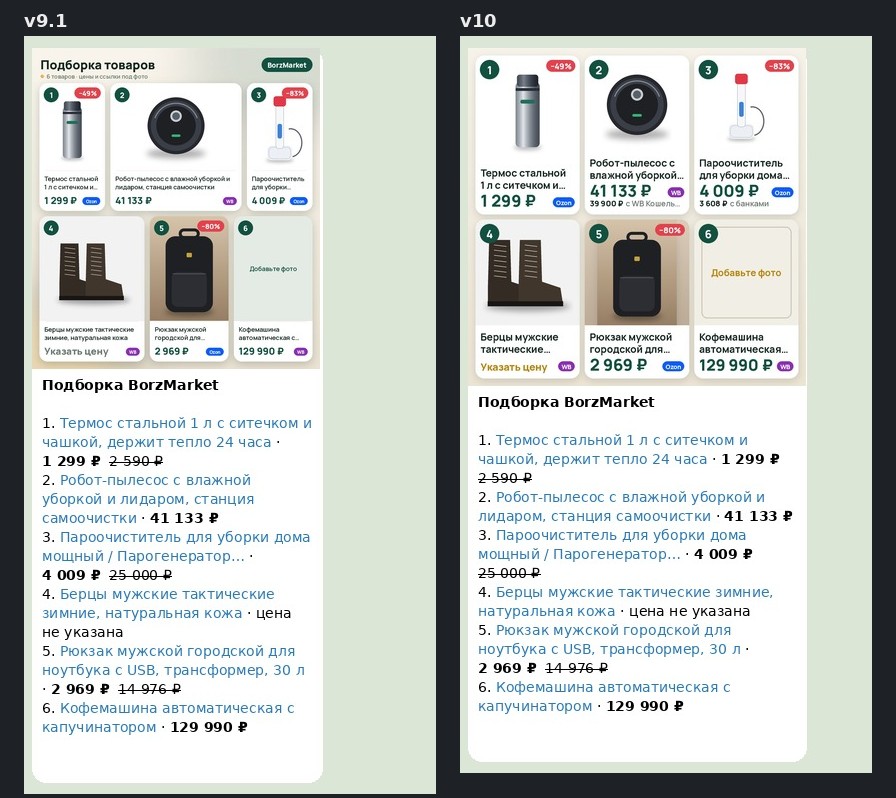 v9.1
Подборка товаров
BorzMarket
6 товаров · цены и ссылки под фото
1
−49%
Термос стальной
1 л с ситечком и…
1 299 ₽
Ozon
2
Робот-пылесос с влажной уборкой и
лидаром, станция самоочистки
41 133 ₽
WB
3
−83%
Пароочиститель
для уборки…
4 009 ₽
Ozon
4
Берцы мужские тактические
зимние, натуральная кожа
Указать цену
WB
5
−80%
Рюкзак мужской
городской для…
2 969 ₽
Ozon
6
Добавьте фото
Кофемашина
автоматическая с…
129 990 ₽
WB
Подборка BorzMarket
1. Термос стальной 1 л с ситечком и
чашкой, держит тепло 24 часа ·
1 299 ₽ 2 590 ₽
2. Робот-пылесос с влажной
уборкой и лидаром, станция
самоочистки · 41 133 ₽
3. Пароочиститель для уборки дома
мощный / Парогенератор... ·
4 009 ₽ 25 000 ₽
4. Берцы мужские тактические
зимние, натуральная кожа · цена
не указана
5. Рюкзак мужской городской для
ноутбука с USB, трансформер, 30 л
· 2 969 ₽ 14 976 ₽
6. Кофемашина автоматическая с
капучинатором · 129 990 ₽
v10
1
−49%
Термос стальной
1 л с ситечком и…
1 299 ₽
Ozon
2
Робот-пылесос с
влажной уборкой…
41 133 ₽
WB
39 900 ₽ с WB Кошель…
3
−83%
Пароочиститель
для уборки дома…
4 009 ₽
Ozon
3 608 ₽ с банками
4
Берцы мужские
тактические…
Указать цену
WB
5
−80%
Рюкзак мужской
городской для…
2 969 ₽
Ozon
6
Добавьте фото
Кофемашина
автоматическая…
129 990 ₽
WB
Подборка BorzMarket
1. Термос стальной 1 л с ситечком и
чашкой, держит тепло 24 часа · 1 299 ₽
2 590 ₽
2. Робот-пылесос с влажной уборкой и
лидаром, станция самоочистки · 41 133 ₽
3. Пароочиститель для уборки дома
мощный / Парогенератор... · 4 009 ₽
25 000 ₽
4. Берцы мужские тактические зимние,
натуральная кожа · цена не указана
5. Рюкзак мужской городской для
ноутбука с USB, трансформер, 30 л ·
2 969 ₽ 14 976 ₽
6. Кофемашина автоматическая с
капучинатором · 129 990 ₽